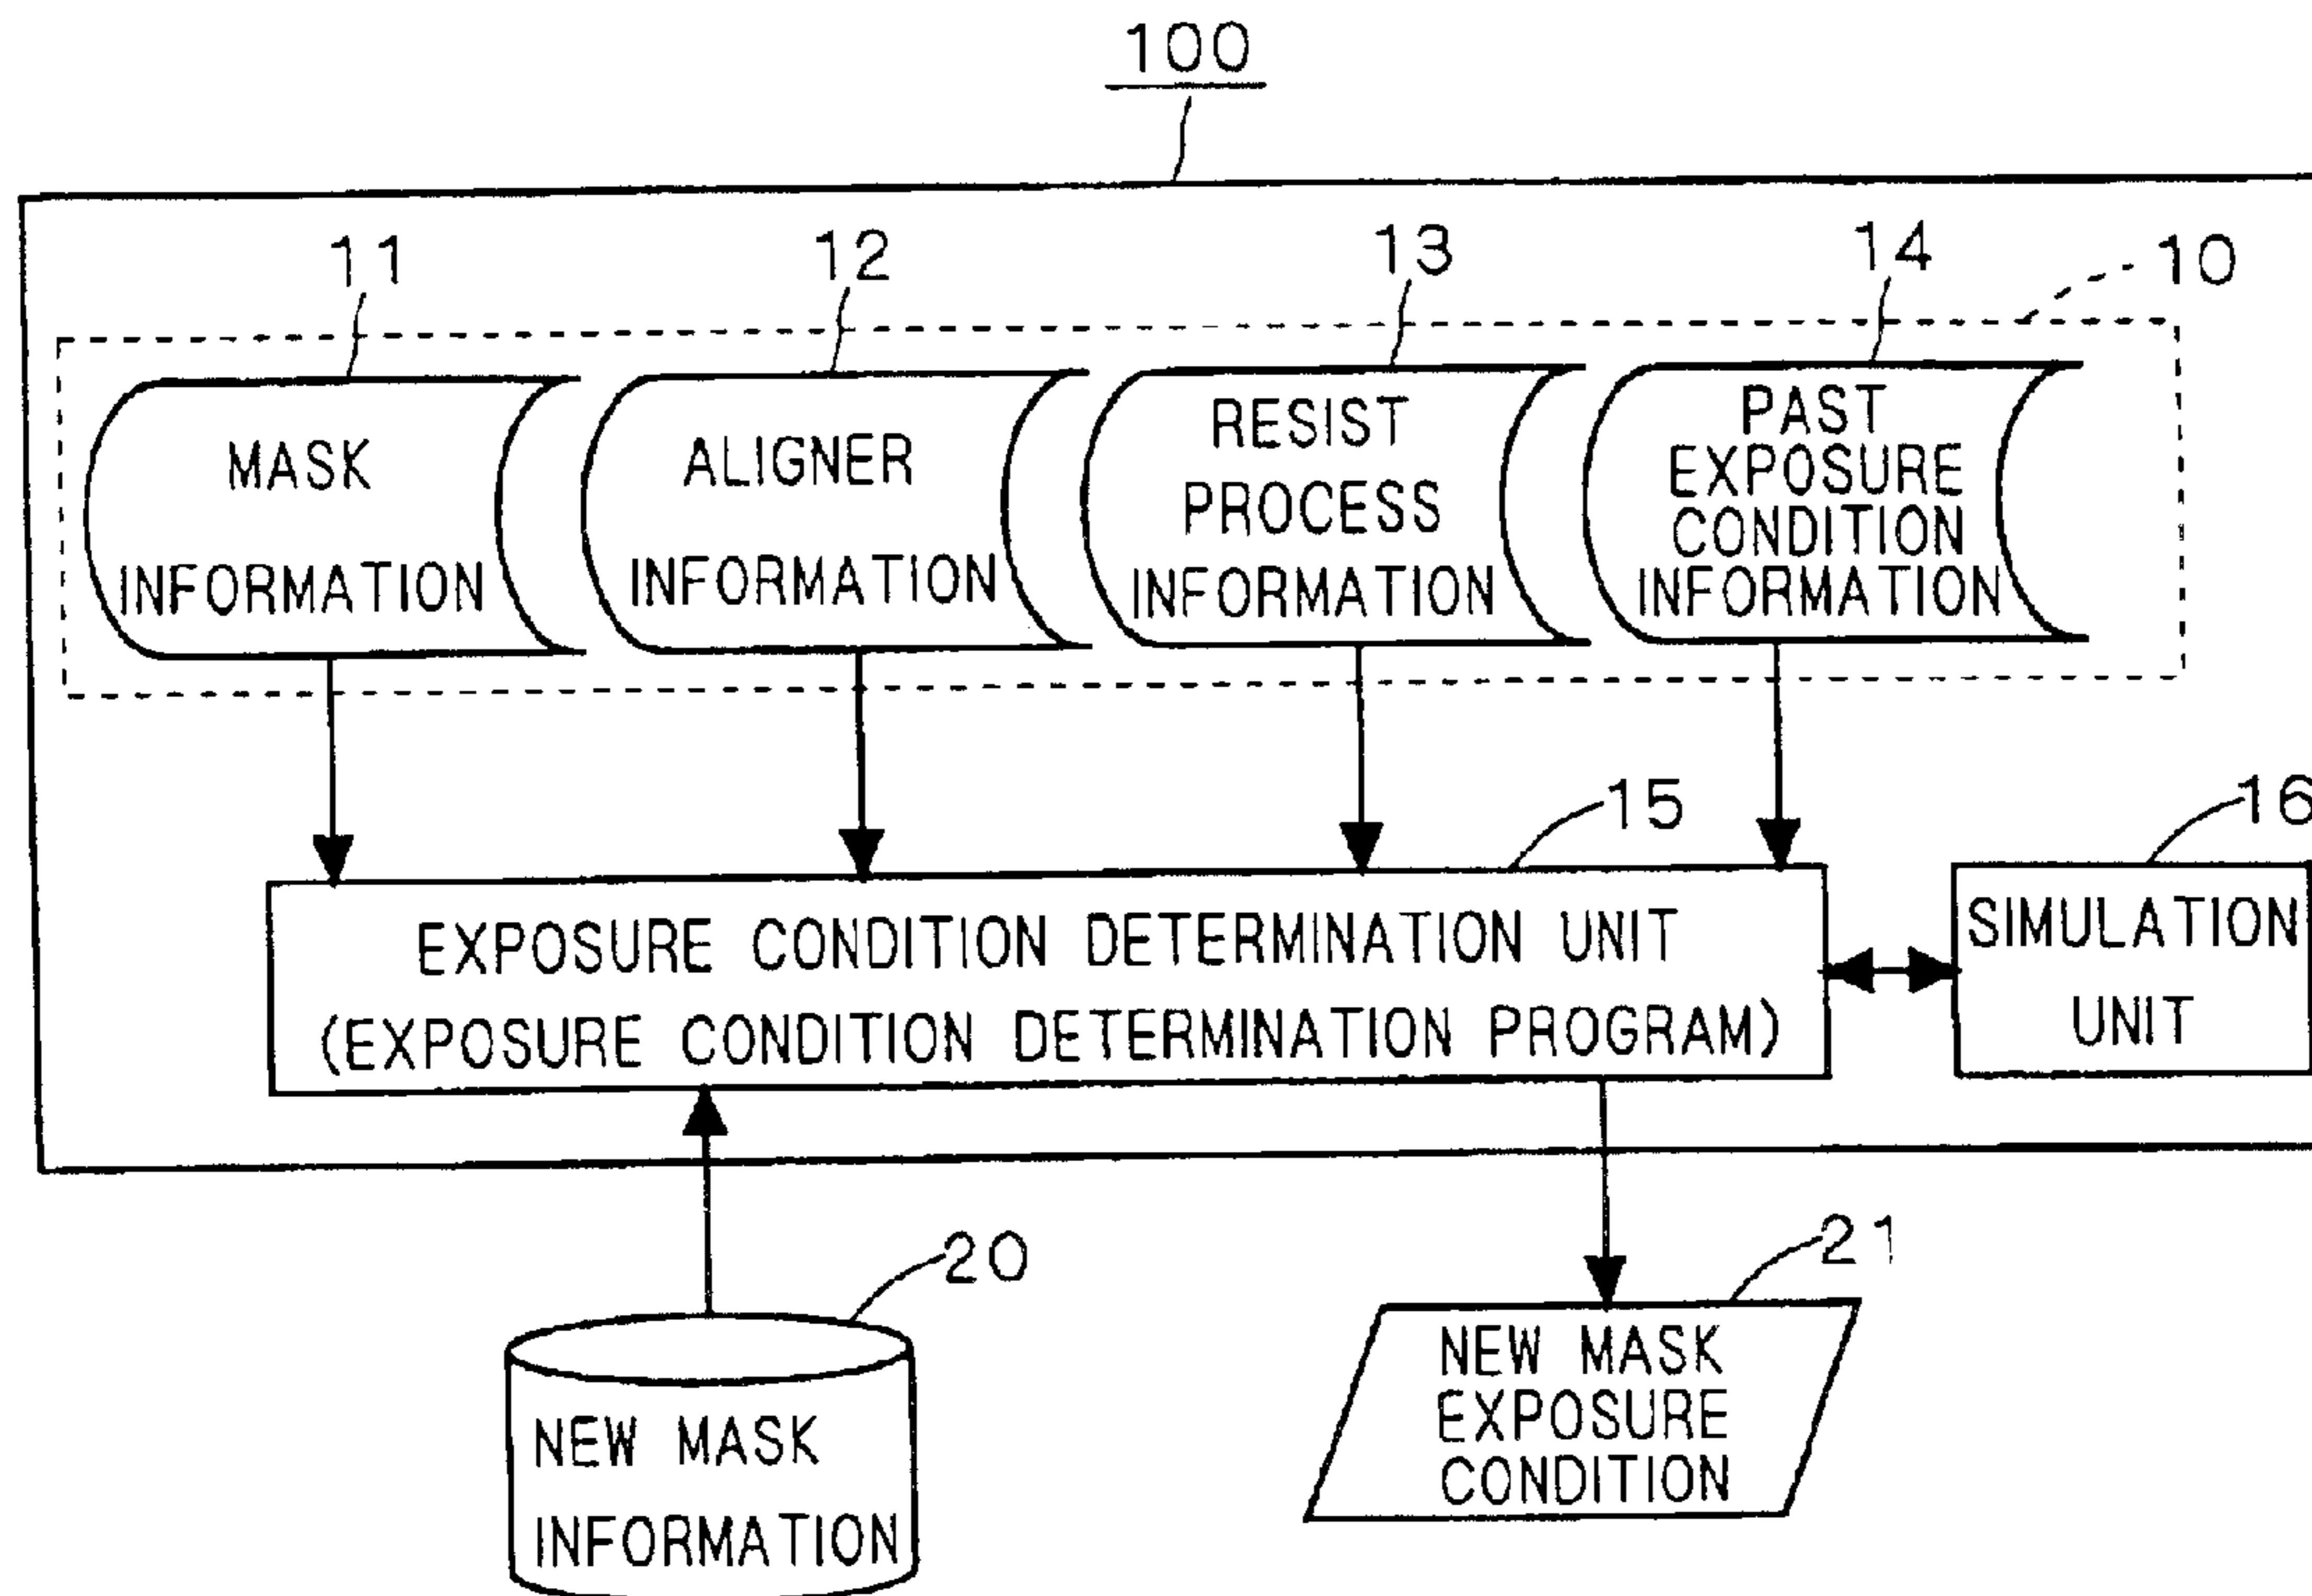 100
11
12
13
14
10
MASK
INFORMATION
ALIGNER
INFORMATION
RESIST
PROCESS
INFORMATION
PAST
EXPOSURE
CONDITION
INFORMATION
15
16
EXPOSURE CONDITION DETERMINATION UNIT
(EXPOSURE CONDITION DETERMINATION PROGRAM)
SIMULATION
UNIT
20
21
NEW MASK
INFORMATION
NEW MASK
EXPOSURE
CONDITION